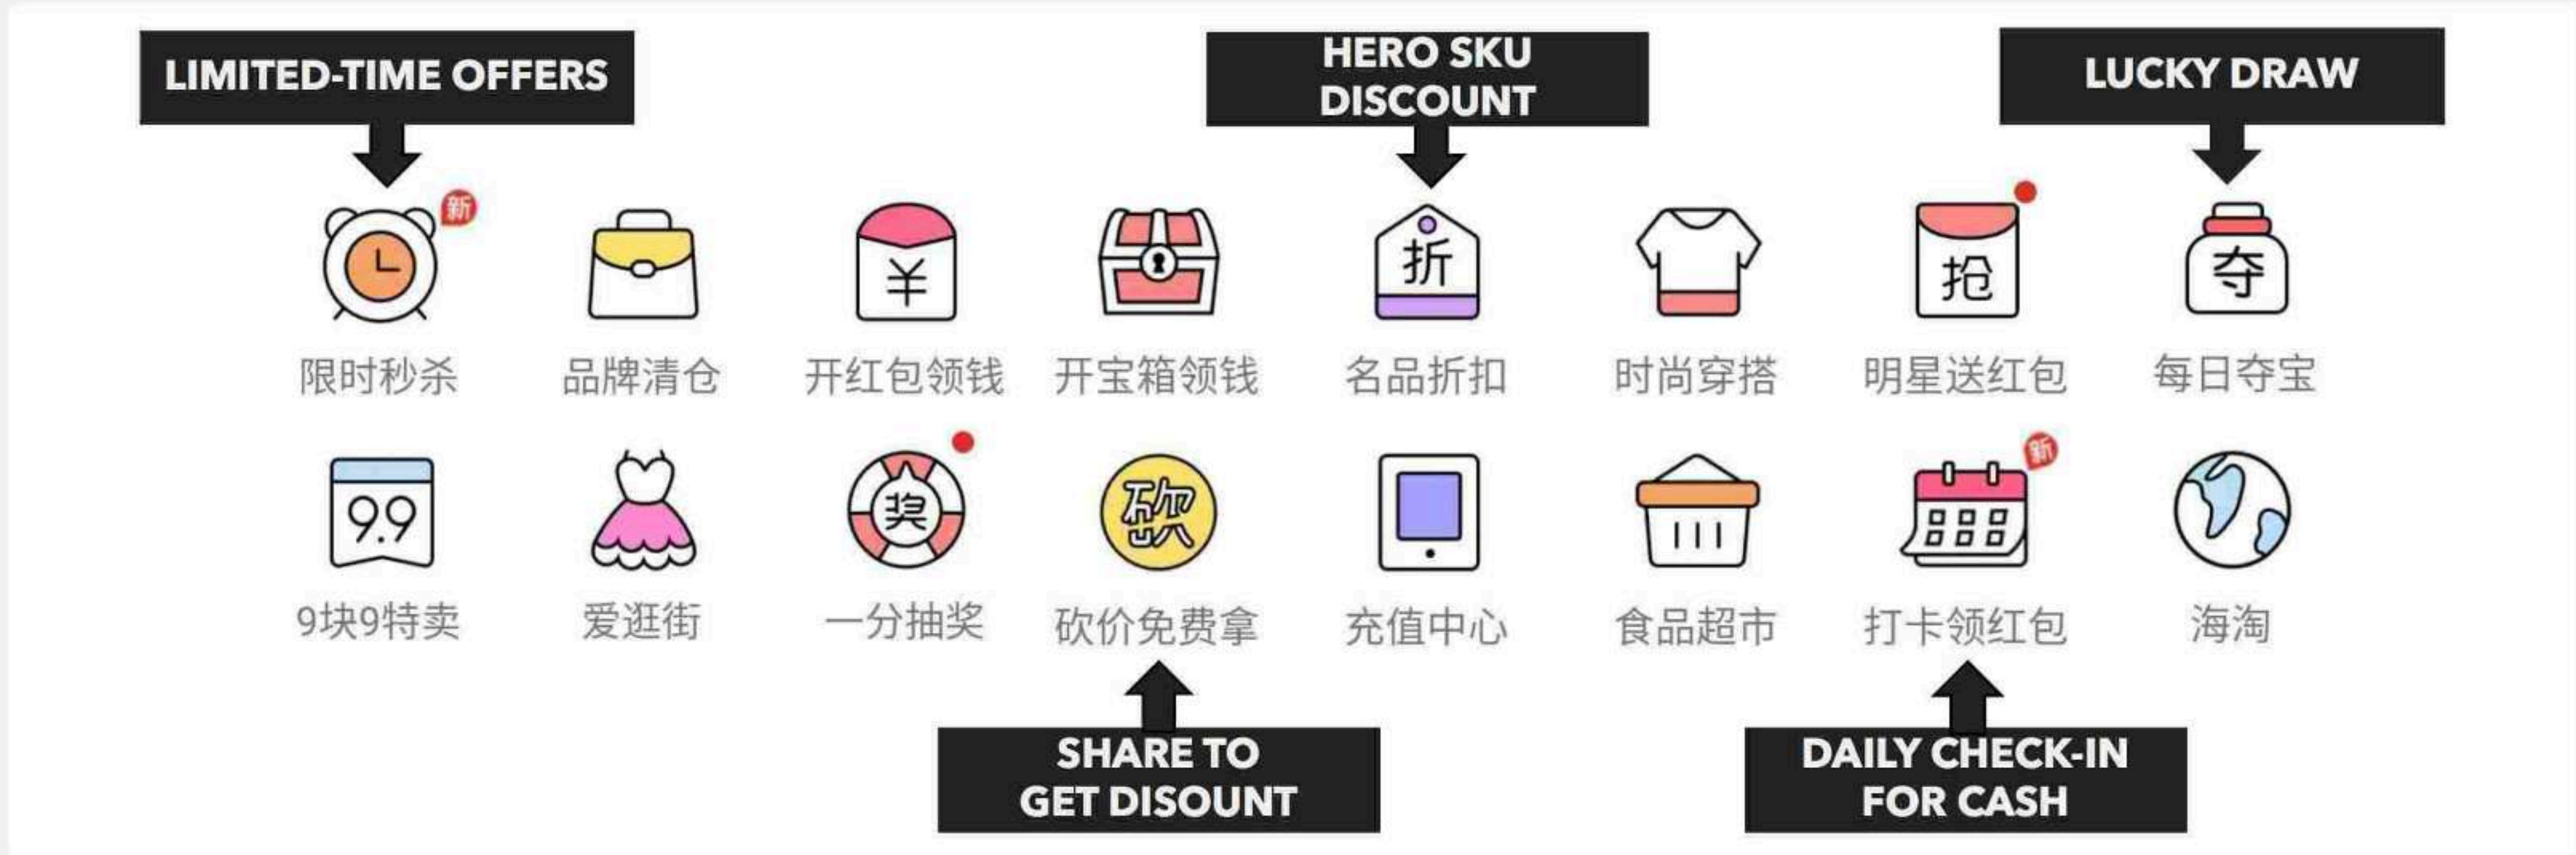 LIMITED-TIME OFFERS
HERO SKU
DISCOUNT
LUCKY DRAW
新
¥
折
抢
夺
限时秒杀
品牌清仓
开红包领钱
开宝箱领钱
名品折扣
时尚穿搭
明星送红包
每日夺宝
9.9
奖
砍
新
9块9特卖
爱逛街
一分抽奖
砍价免费拿
充值中心
食品超市
打卡领红包
海淘
SHARE TO
GET DISOUNT
DAILY CHECK-IN
FOR CASH